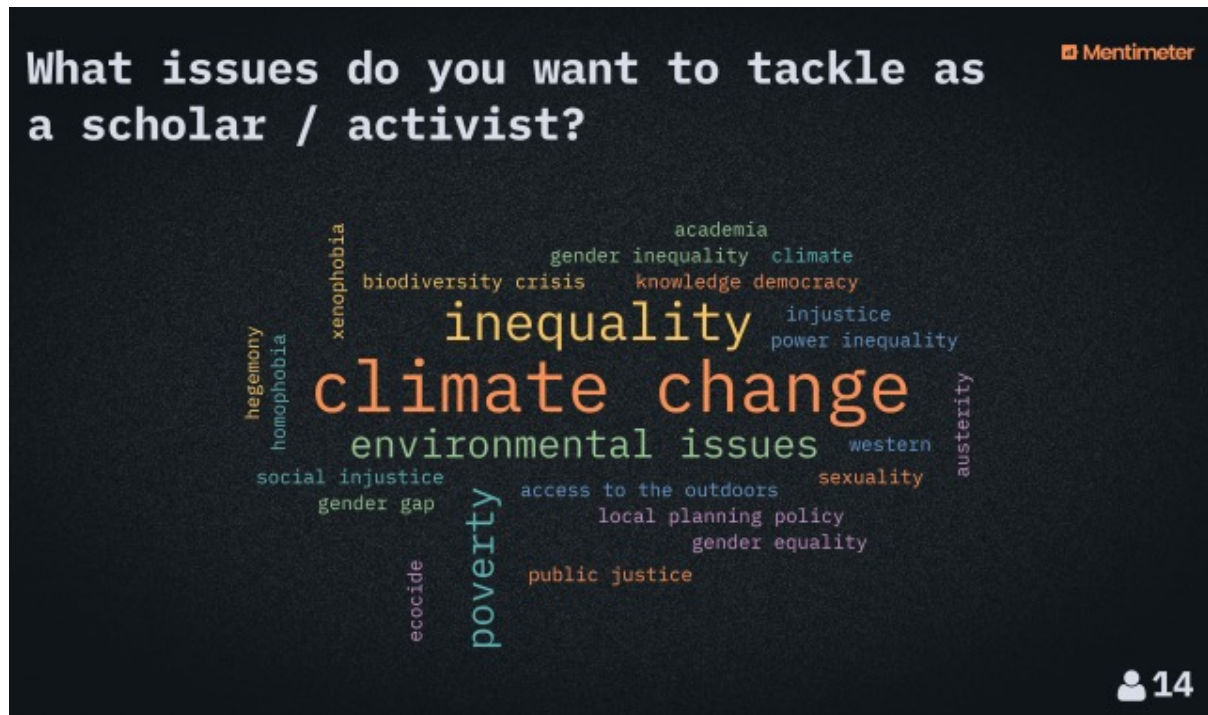 What issues do you want to tackle as
a scholar / activist?
Mentimeter
academia
gender inequality climate
biodiversity crisis knowledge democracy
xenophobia
inequality
injustice
power inequality
hegemony
homophobia
climate change
austerity
environmental issues
western
social injustice
sexuality
gender gap
access to the outdoors
poverty
local planning policy
gender equality
ecocide
public justice
14